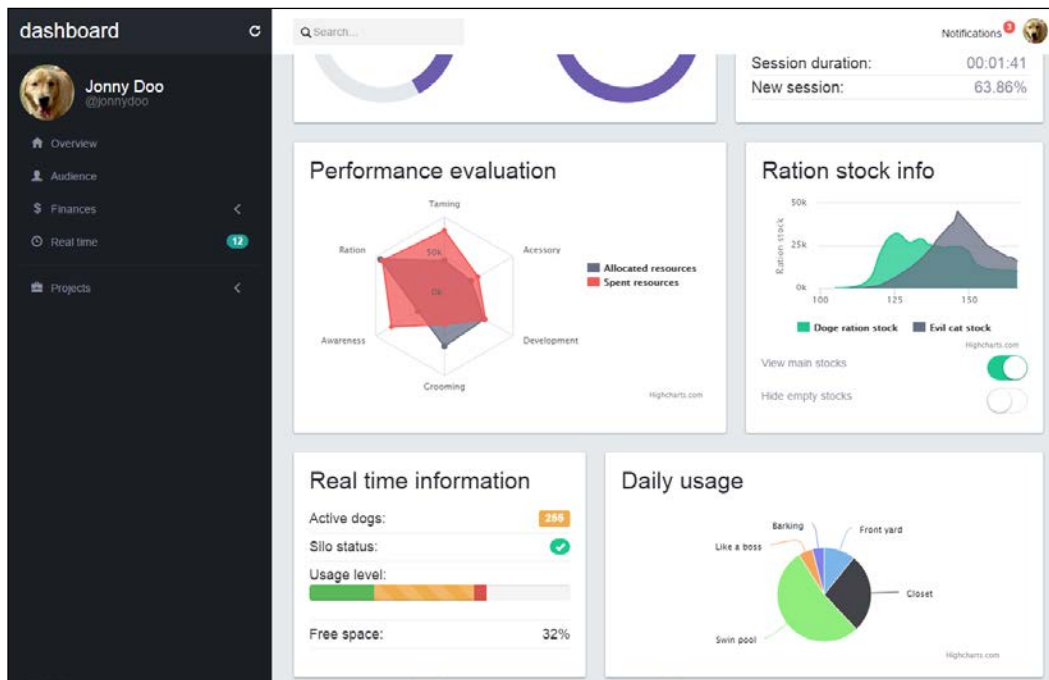 dashboard
Search...
Notifications 3
Jonny Doo
@jonnydoo
Overview
Audience
$ Finances
Real time 12
Projects
Session duration: 00:01:41
New session: 63.86%
Performance evaluation
Taming
Acessory
Development
Grooming
Awareness
Ration
50k
0k
Allocated resources
Spent resources
Highcharts.com
Ration stock info
Ration stock
50k
25k
0k
100 125 150
Doge ration stock Evil cat stock
Highcharts.com
View main stocks
Hide empty stocks
Real time information
Active dogs: 255
Silo status:
Usage level:
Free space: 32%
Daily usage
Barking
Front yard
Like a boss
Closet
Swin pool
Highcharts.com